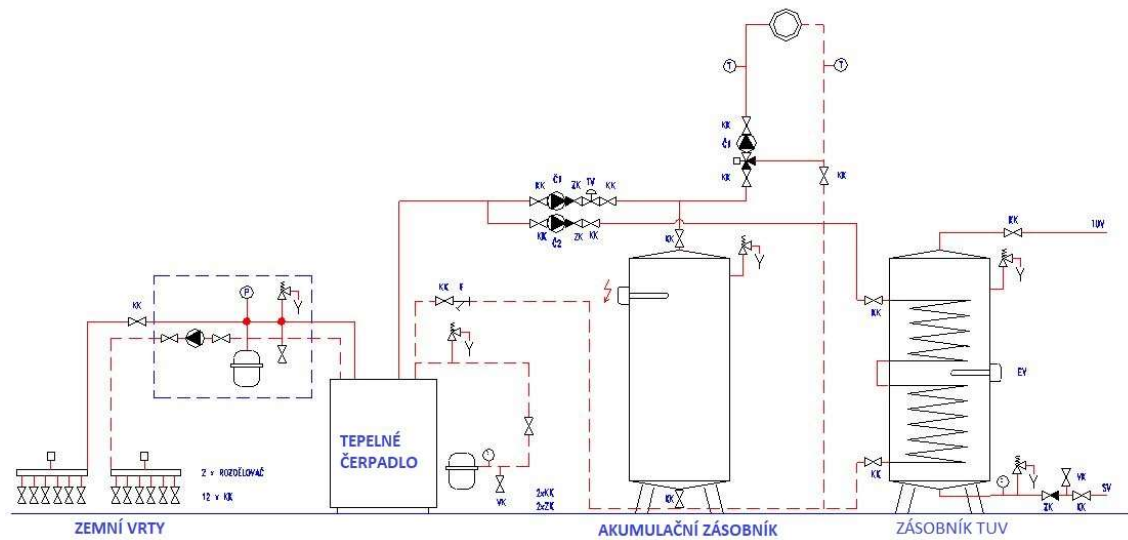 T
T
KK
Č1
KK
KK
KK
Č1
ZK
TV
KK
KK
Č2
ZK
KK
KK
KK
TUV
P
KK
KK
F
KK
EV
TEPELNÉ
ČERPADLO
2 x ROZDĚLOVAČ
12 x KK
VK
2xKK
2xZK
KK
KK
VK
SV
ZK
KK
ZEMNÍ VRTY
AKUMULAČNÍ ZÁSOBNÍK
ZÁSOBNÍK TUV